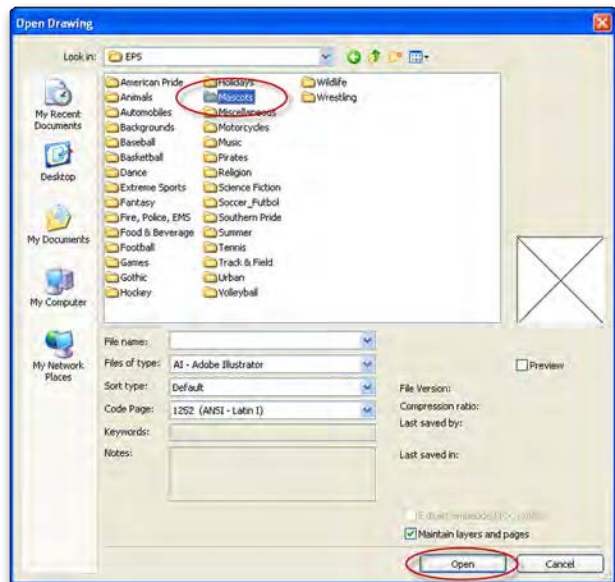 Open Drawing
Look in:
EPS
My Recent
Documents
Desktop
My Documents
My Computer
My Network
Places
American Pride
Animals
Automobiles
Backgrounds
Baseball
Basketball
Dance
Extreme Sports
Fantasy
Fire, Police, EMS
Food & Beverage
Football
Games
Gothic
Hockey
Holidays
Mascots
Miscellaneous
Motorcycles
Music
Pirates
Religion
Science Fiction
Soccer_Futbol
Southern Pride
Summer
Tennis
Track & Field
Urban
Volleyball
Wildlife
Wrestling
File name:
Files of type:
AI - Adobe Illustrator
Sort type:
Default
Code Page:
1252 (ANSI - Latin I)
Keywords:
Notes:
Preview
File Version:
Compression ratio:
Last saved by:
Last saved in:
Maintain layers and pages
Open
Cancel